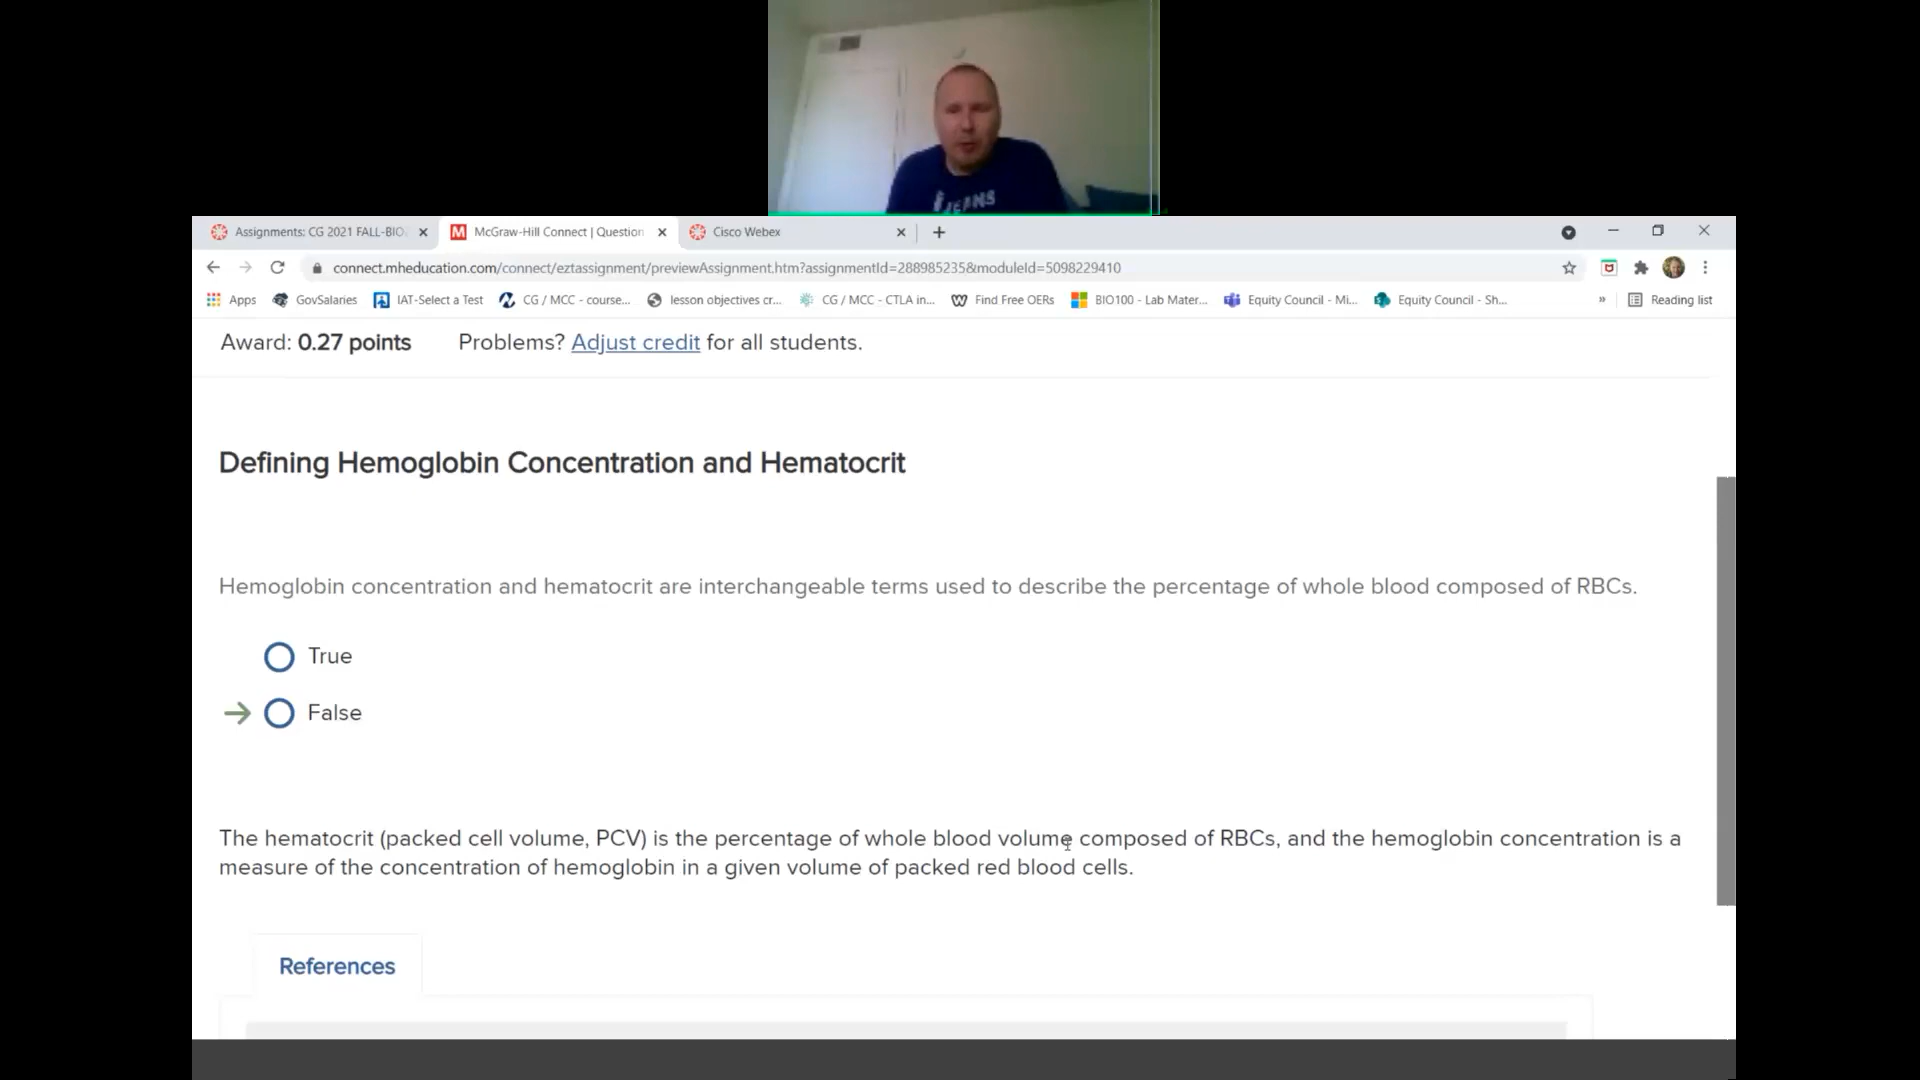 JEANS
Assignments: CG 2021 FALL-BIO
McGraw-Hill Connect | Question
Cisco Webex
connect.mheducation.com/connect/eztassignment/previewAssignment.htm?assignmentId=288985235&moduleId=5098229410
Apps GovSalaries IAT-Select a Test CG / MCC - course... lesson objectives cr... CG / MCC - CTLA in... Find Free OERs BIO100 - Lab Mater... Equity Council - Mi... Equity Council - Sh... » Reading list
Award: 0.27 points Problems? Adjust credit for all students.
Defining Hemoglobin Concentration and Hematocrit
Hemoglobin concentration and hematocrit are interchangeable terms used to describe the percentage of whole blood composed of RBCs.
True
False
The hematocrit (packed cell volume, PCV) is the percentage of whole blood volume composed of RBCs, and the hemoglobin concentration is a
measure of the concentration of hemoglobin in a given volume of packed red blood cells.
References